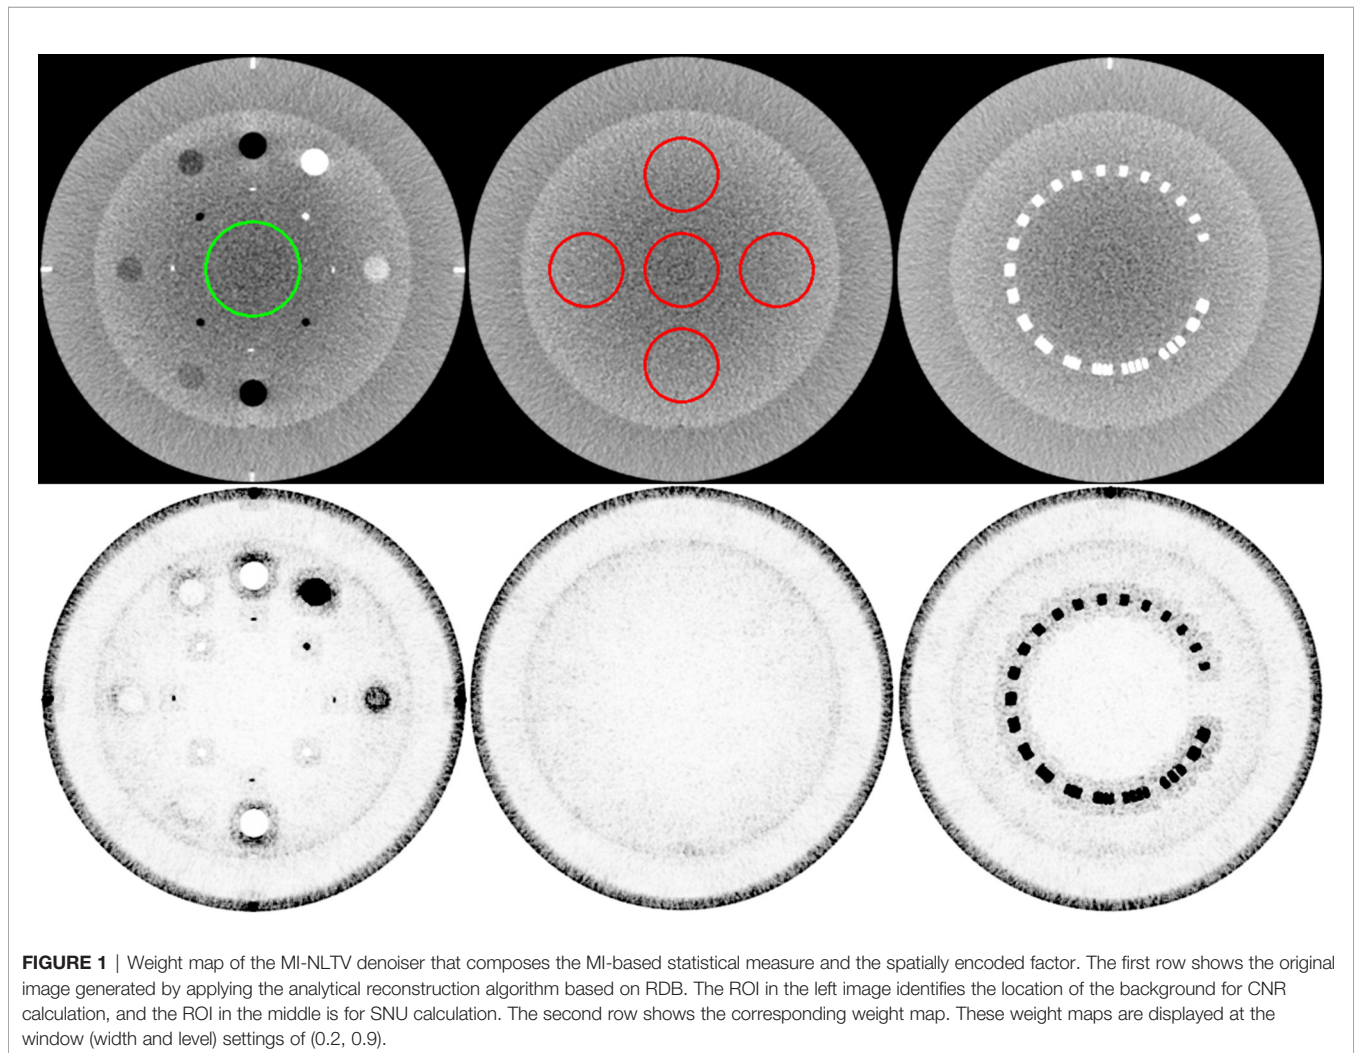 FIGURE 1 | Weight map of the MI-NLTV denoiser that composes the MI-based statistical measure and the spatially encoded factor. The first row shows the original
image generated by applying the analytical reconstruction algorithm based on RDB. The ROI in the left image identifies the location of the background for CNR
calculation, and the ROI in the middle is for SNU calculation. The second row shows the corresponding weight map. These weight maps are displayed at the
window (width and level) settings of (0.2, 0.9).